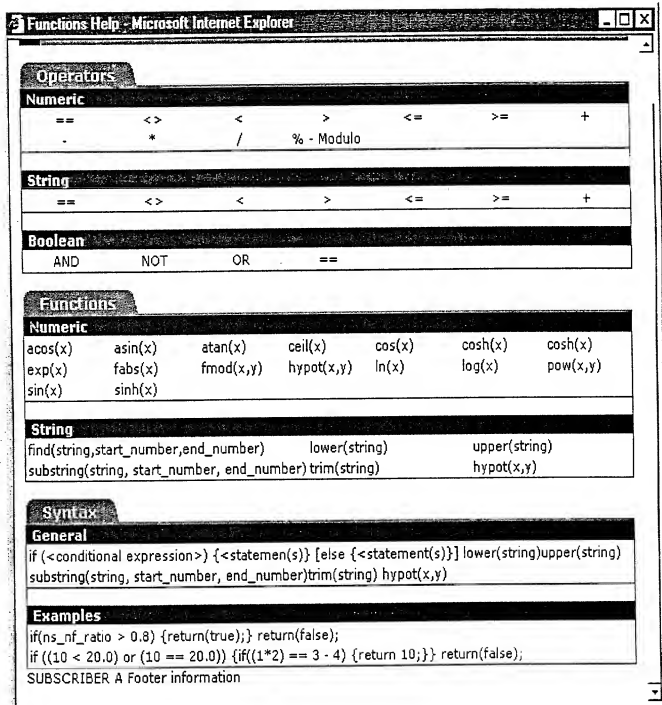 Functions Help - Microsoft Internet Explorer
Operators
Numeric
== <> < > <= >= +
- * / % - Modulo
String
== <> < > <= >= +
Boolean
AND NOT OR ==
Functions
Numeric
acos(x) asin(x) atan(x) ceil(x) cos(x) cosh(x) cosh(x)
exp(x) fabs(x) fmod(x,y) hypot(x,y) ln(x) log(x) pow(x,y)
sin(x) sinh(x)
String
find(string,start_number,end_number) lower(string) upper(string)
substring(string, start_number, end_number) trim(string) hypot(x,y)
Syntax
General
if (<conditional expression>) {<statemen(s)} [else {<statement(s)}] lower(string)upper(string)
substring(string, start_number, end_number)trim(string) hypot(x,y)
Examples
if(ns_nf_ratio > 0.8) {return(true);} return(false);
if ((10 < 20.0) or (10 == 20.0)) {if((1*2) == 3 - 4) {return 10;}} return(false);
SUBSCRIBER A Footer information